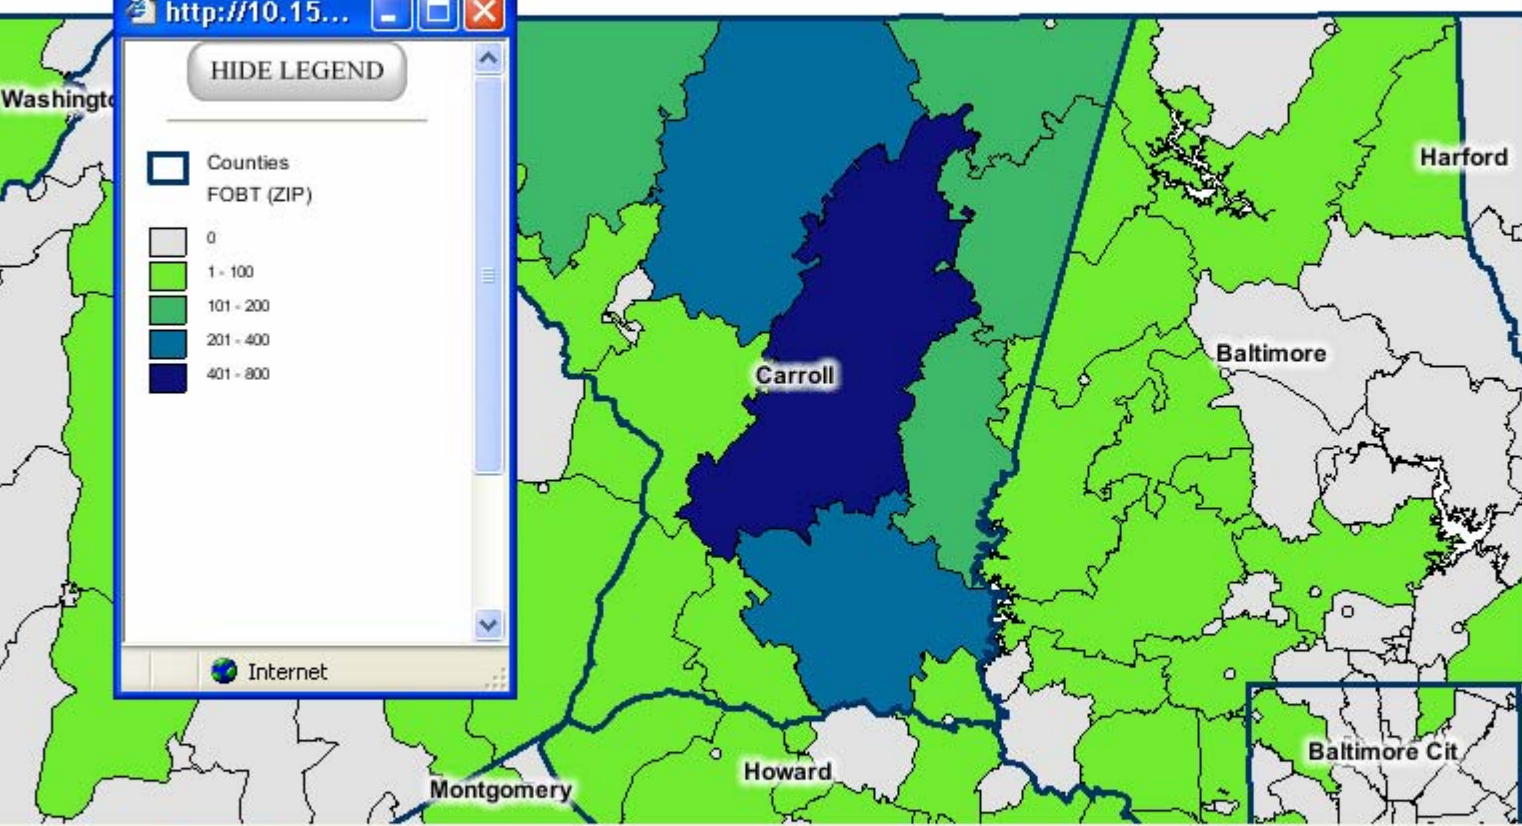 http://10.15...
HIDE LEGEND
Counties
FOBT (ZIP)
0
1 - 100
101 - 200
201 - 400
401 - 800
Internet
Washingto
Harford
Baltimore
Carroll
Baltimore Cit
Howard
Montgomery